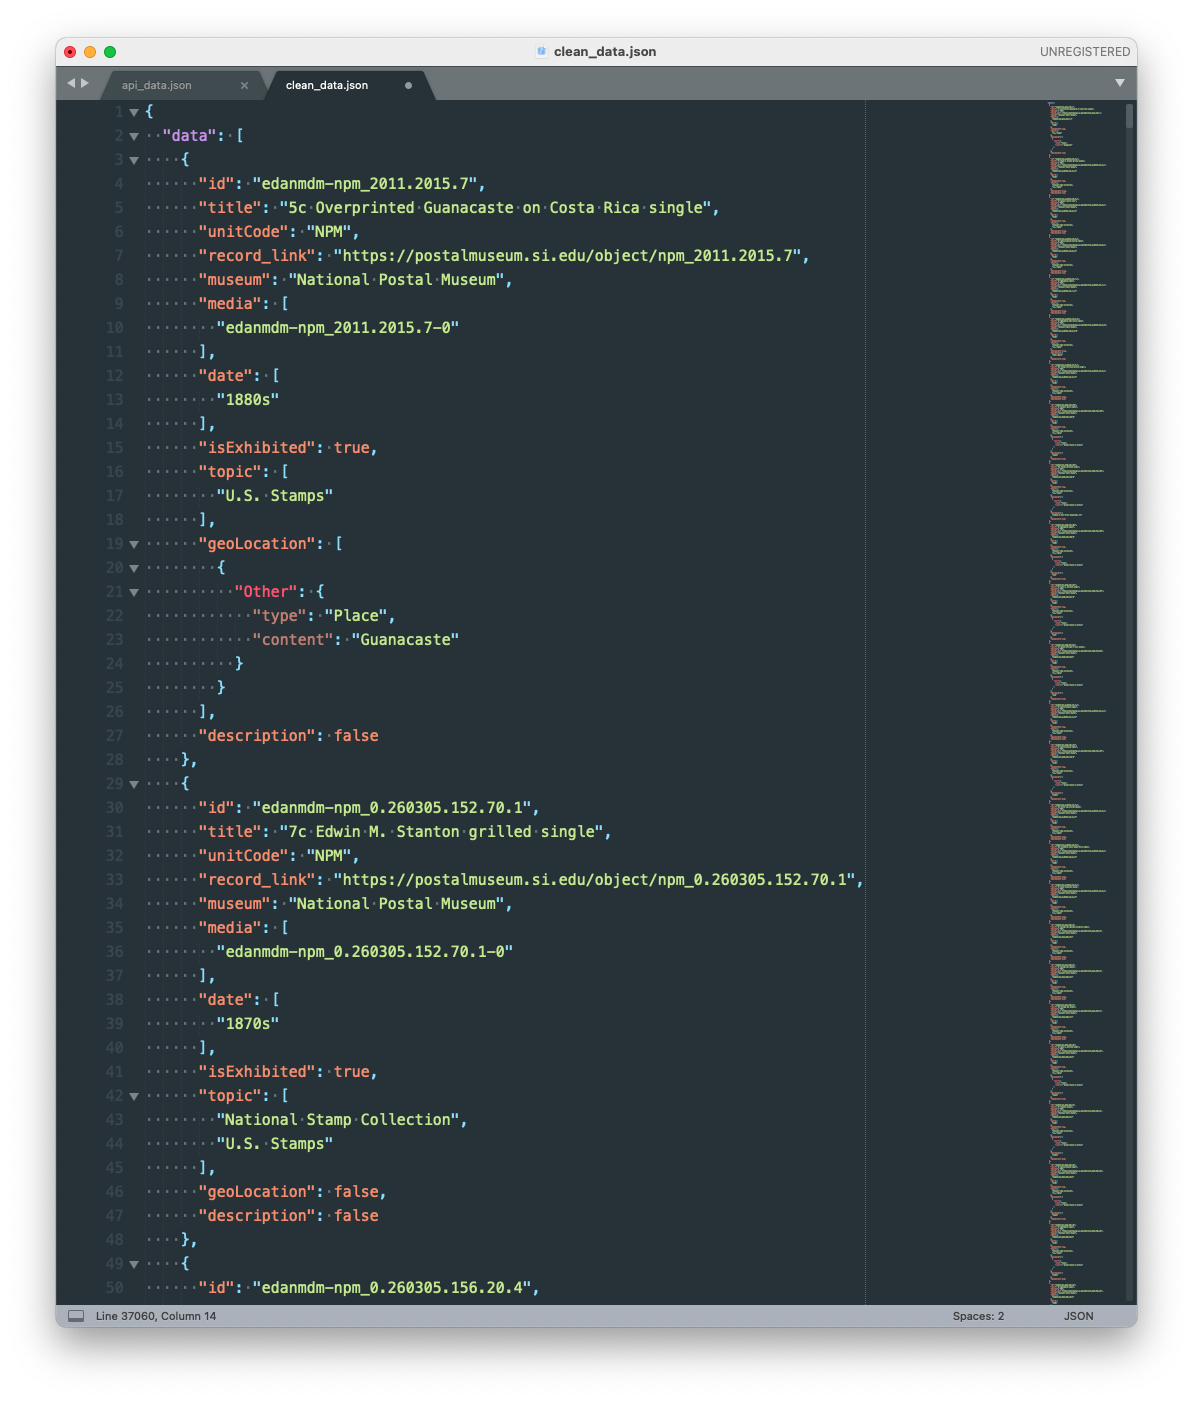 clean_data.json
UNREGISTERED
api_data.json
clean_data.json
1 {
2 "data": [
3 {
4 "id": "edanmdm-npm_2011.2015.7",
5 "title": "5c Overprinted Guanacaste on Costa Rica single",
6 "unitCode": "NPM",
7 "record_link": "https://postalmuseum.si.edu/object/npm_2011.2015.7",
8 "museum": "National Postal Museum",
9 "media": [
10 "edanmdm-npm_2011.2015.7-0"
11 ],
12 "date": [
13 "1880s"
14 ],
15 "isExhibited": true,
16 "topic": [
17 "U.S. Stamps"
18 ],
19 "geoLocation": [
20 {
21 "Other": {
22 "type": "Place",
23 "content": "Guanacaste"
24 }
25 }
26 ],
27 "description": false
28 },
29 {
30 "id": "edanmdm-npm_0.260305.152.70.1",
31 "title": "7c Edwin M. Stanton grilled single",
32 "unitCode": "NPM",
33 "record_link": "https://postalmuseum.si.edu/object/npm_0.260305.152.70.1",
34 "museum": "National Postal Museum",
35 "media": [
36 "edanmdm-npm_0.260305.152.70.1-0"
37 ],
38 "date": [
39 "1870s"
40 ],
41 "isExhibited": true,
42 "topic": [
43 "National Stamp Collection",
44 "U.S. Stamps"
45 ],
46 "geoLocation": false,
47 "description": false
48 },
49 {
50 "id": "edanmdm-npm_0.260305.156.20.4",
Line 37060, Column 14
Spaces: 2
JSON